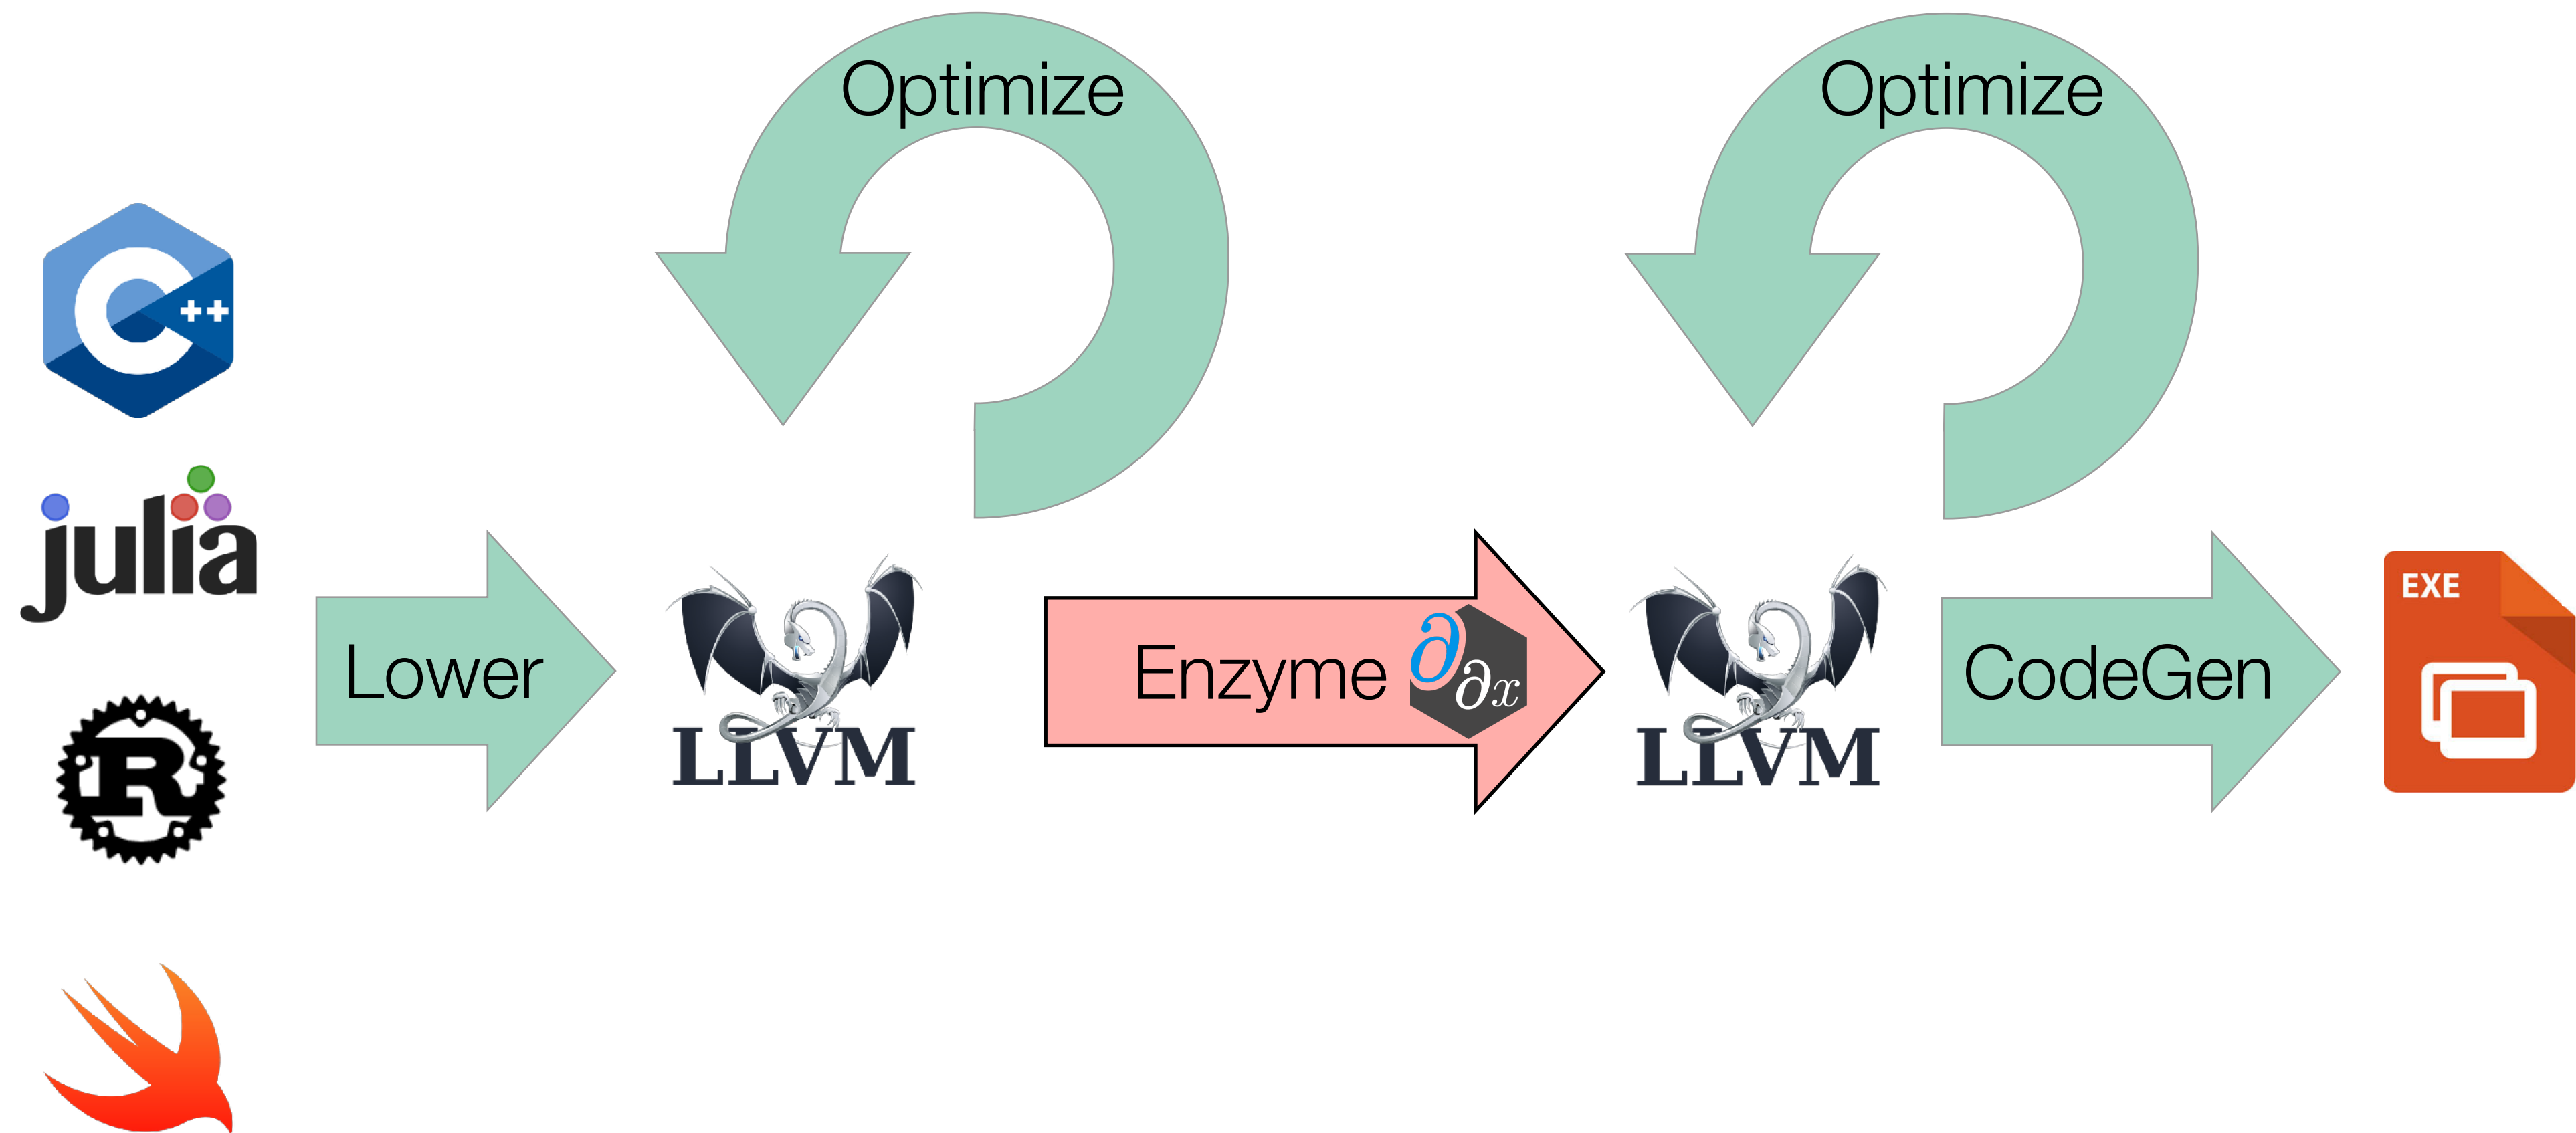 Optimize
Optimize
C++
julia
Lower
LLVM
Enzyme ∂ ∂x
LLVM
CodeGen
EXE
R